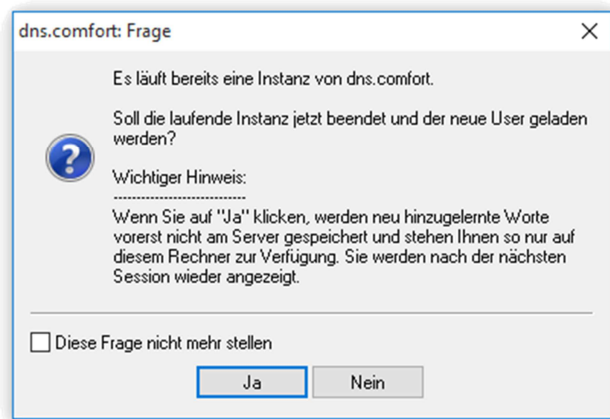 dns.comfort: Frage
Es läuft bereits eine Instanz von dns.comfort.
Soll die laufende Instanz jetzt beendet und der neue User geladen
werden?
Wichtiger Hinweis:
-----------------------------
Wenn Sie auf "Ja" klicken, werden neu hinzugelernte Worte
vorerst nicht am Server gespeichert und stehen Ihnen so nur auf
diesem Rechner zur Verfügung. Sie werden nach der nächsten
Session wieder angezeigt.
Diese Frage nicht mehr stellen
Ja
Nein